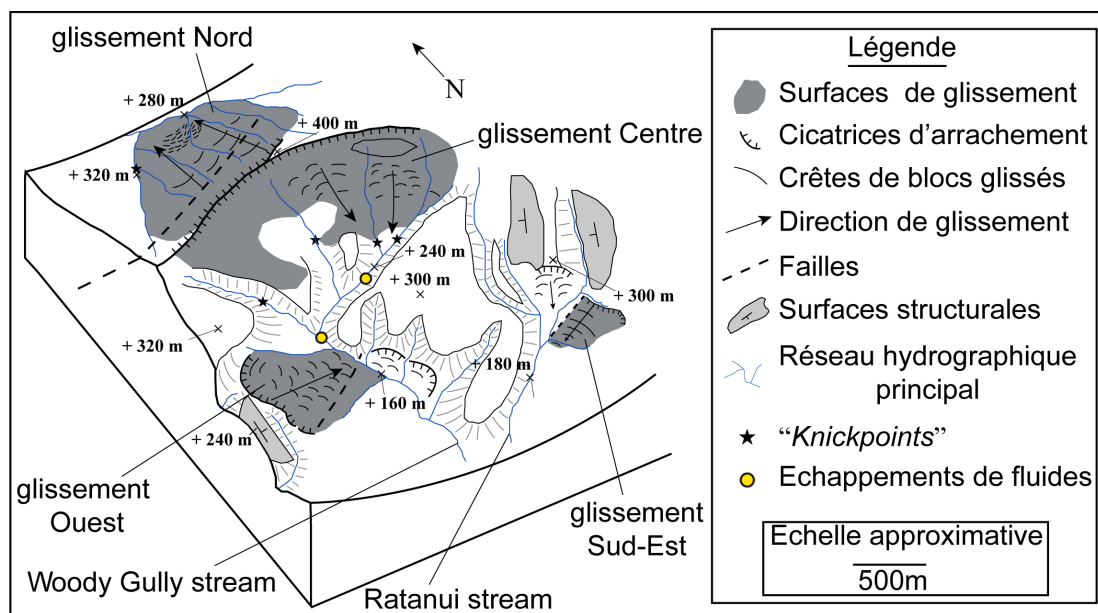 glissement Nord
N
+ 280 m
+ 400 m
glissement Centre
+ 320 m
+ 240 m
+ 300 m
+ 300 m
+ 320 m
+ 180 m
+ 160 m
+ 240 m
glissement
Ouest
glissement
Sud-Est
Woody Gully stream
Ratanui stream
Légende
Surfaces de glissement
Cicatrices d’arrachement
Crêtes de blocs glissés
Direction de glissement
Failles
Surfaces structurales
Réseau hydrographique
principal
“Knickpoints”
Echappements de fluides
Echelle approximative
500m